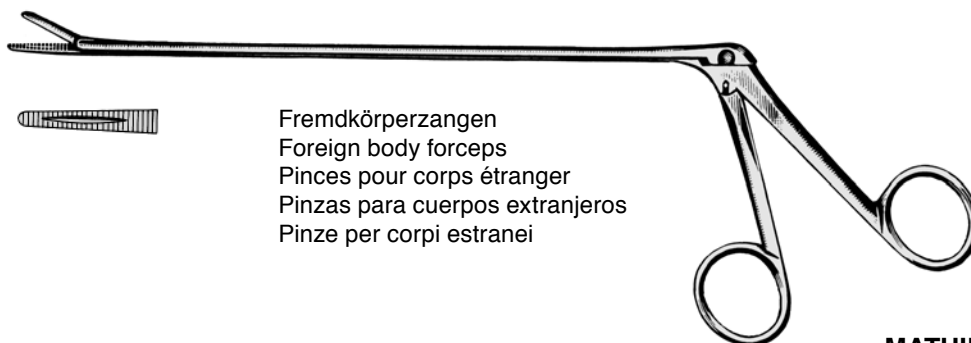 Fremdkörperzangen
Foreign body forceps
Pinces pour corps étranger
Pinzas para cuerpos extranjeros
Pinze per corpi estranei